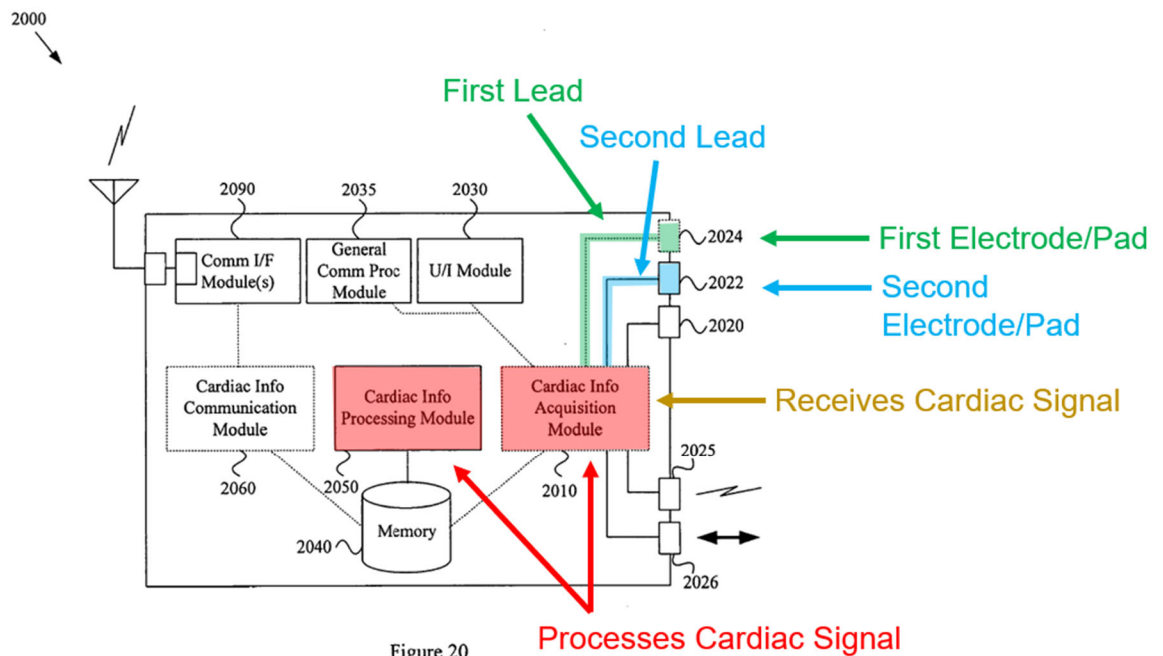 2000
First Lead
Second Lead
2090
2035
2030
Comm I/F
Module(s)
General
Comm Proc
Module
U/I Module
2024
First Electrode/Pad
2022
Second
Electrode/Pad
2020
Cardiac Info
Communication
Module
Cardiac Info
Processing Module
Cardiac Info
Acquisition
Module
Receives Cardiac Signal
2060
2050
2010
2025
Memory
2040
2026
Processes Cardiac Signal
Figure 20